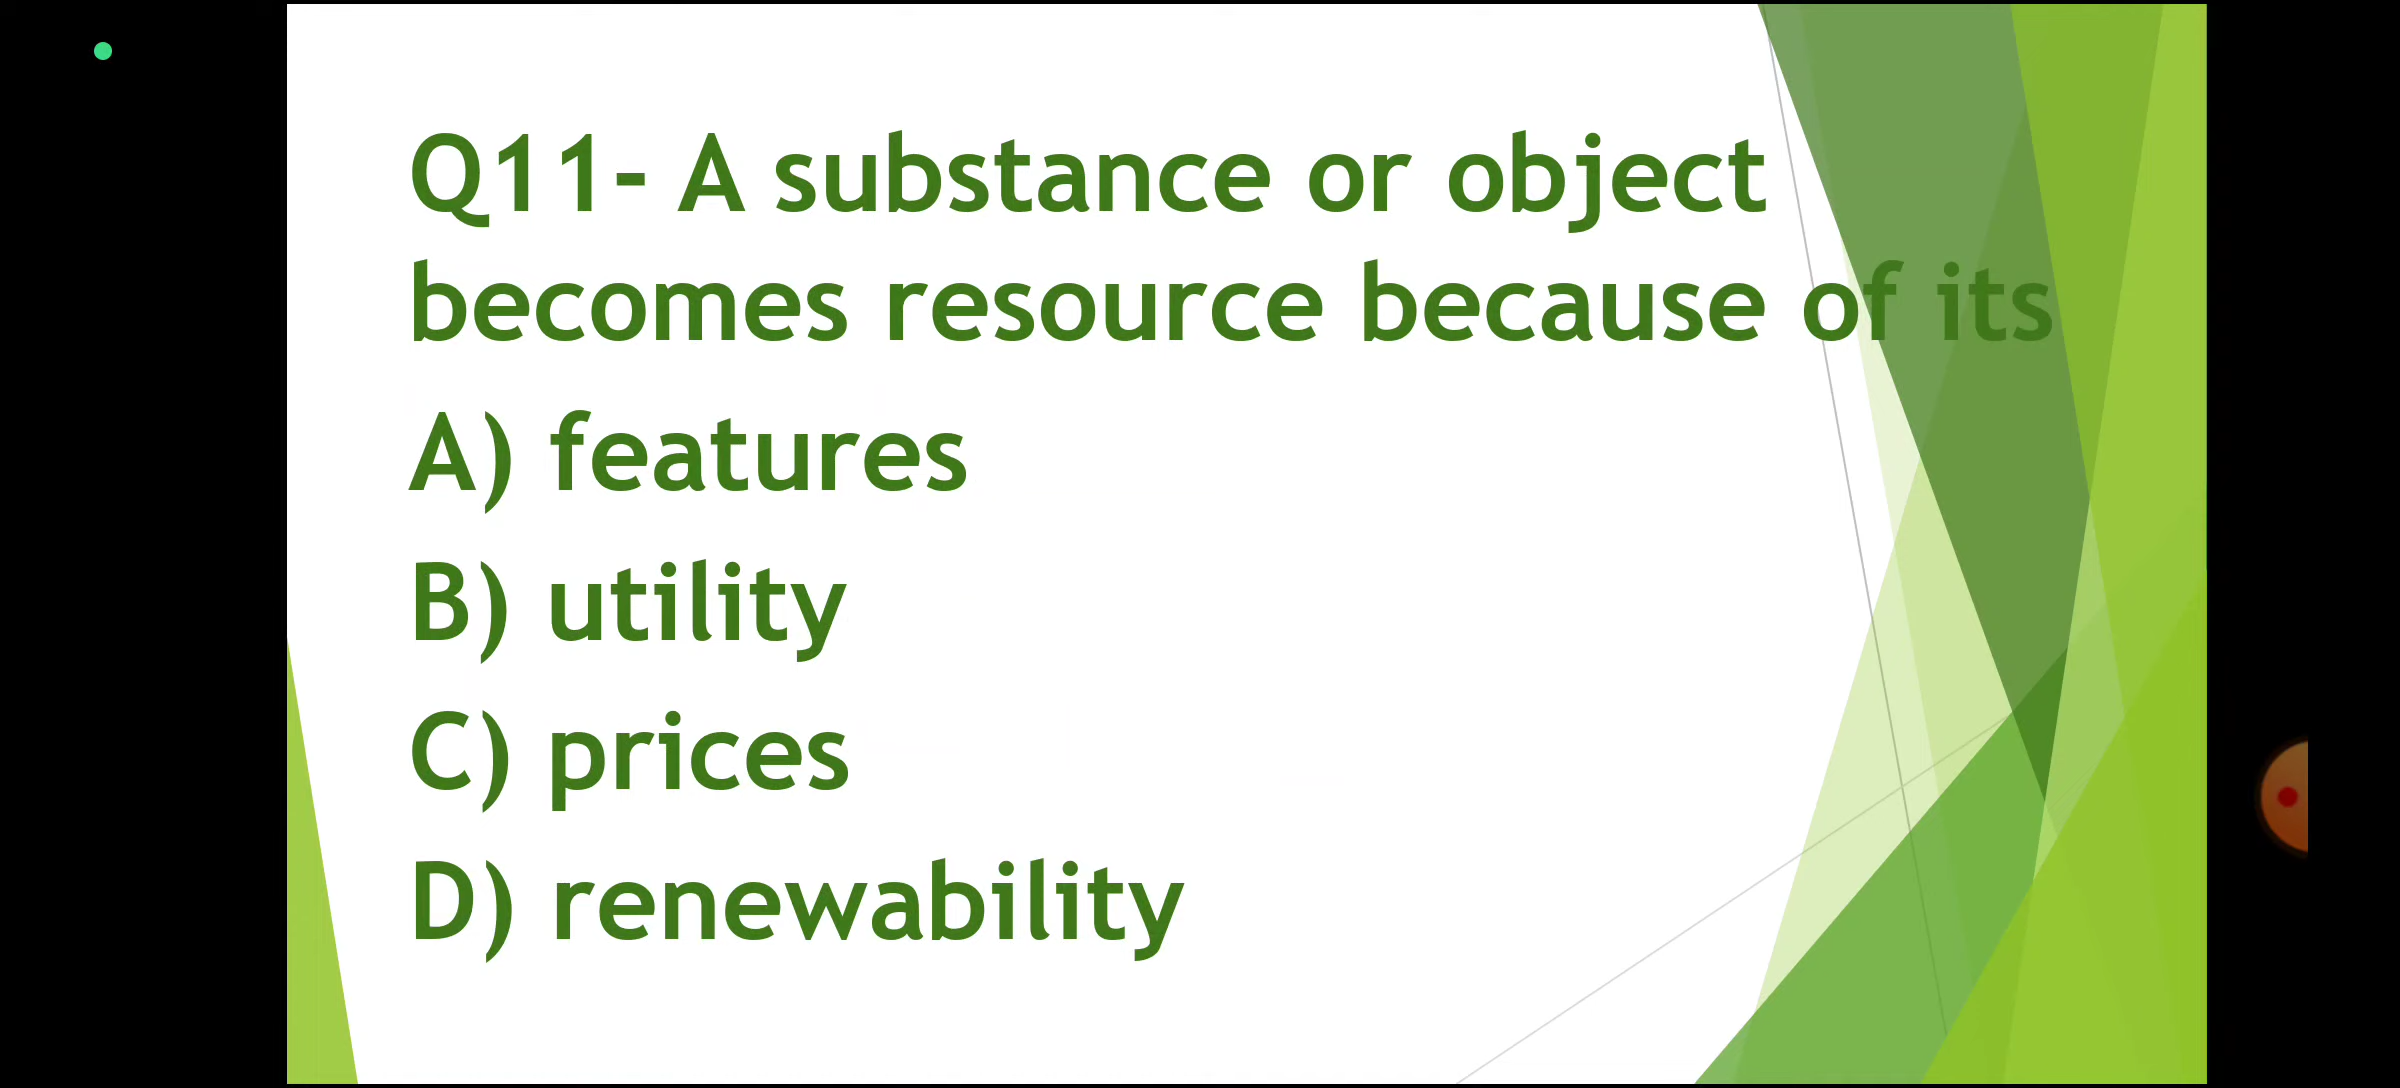 Q11- A substance or object
becomes resource because of its
A) features
B) utility
C) prices
D) renewability